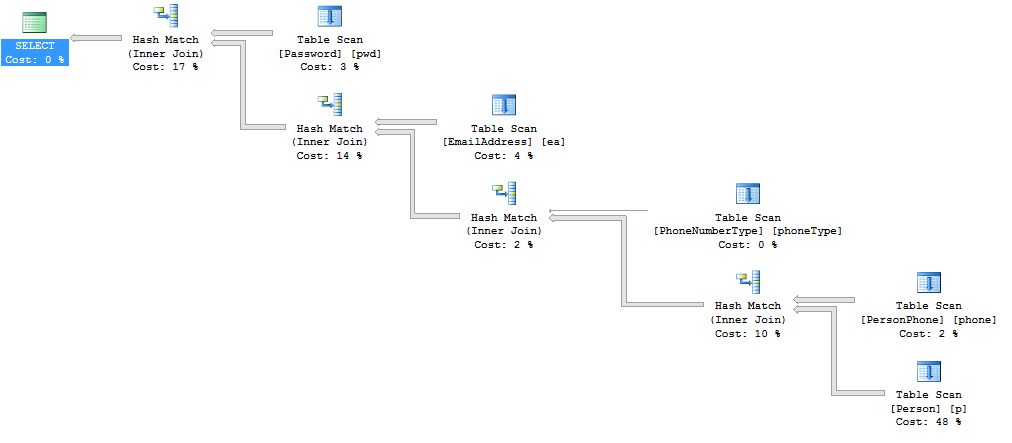 SELECT
Cost: 0 %
Hash Match
(Inner Join)
Cost: 17 %
Table Scan
[Password] [pwd]
Cost: 3 %
Hash Match
(Inner Join)
Cost: 14 %
Table Scan
[EmailAddress] [ea]
Cost: 4 %
Hash Match
(Inner Join)
Cost: 2 %
Table Scan
[PhoneNumberType] [phoneType]
Cost: 0 %
Hash Match
(Inner Join)
Cost: 10 %
Table Scan
[PersonPhone] [phone]
Cost: 2 %
Table Scan
[Person] [p]
Cost: 48 %